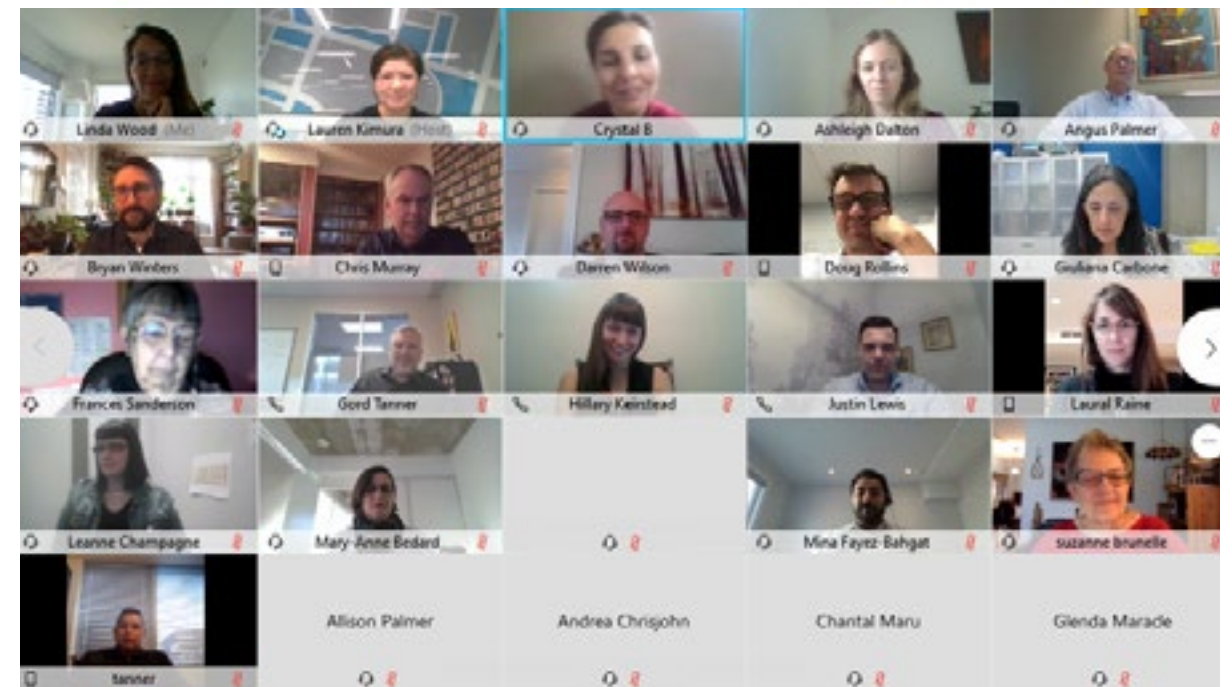 Linda Wood (Me)
Lauren Kimura (Host)
Crystal B
Ashleigh Dalton
Angus Palmer
Bryan Winters
Chris Murray
Darren Wilson
Doug Rollins
Giuliana Carbone
Frances Sanderson
Gord Tanner
Hillary Keirstead
Justin Lewis
Laural Raine
Leanne Champagne
Mary-Anne Bedard
Mina Fayez-Bahgat
suzanne brunelle
tanner
Allison Palmer
Andrea Chrisjohn
Chantal Maru
Glenda Maracle